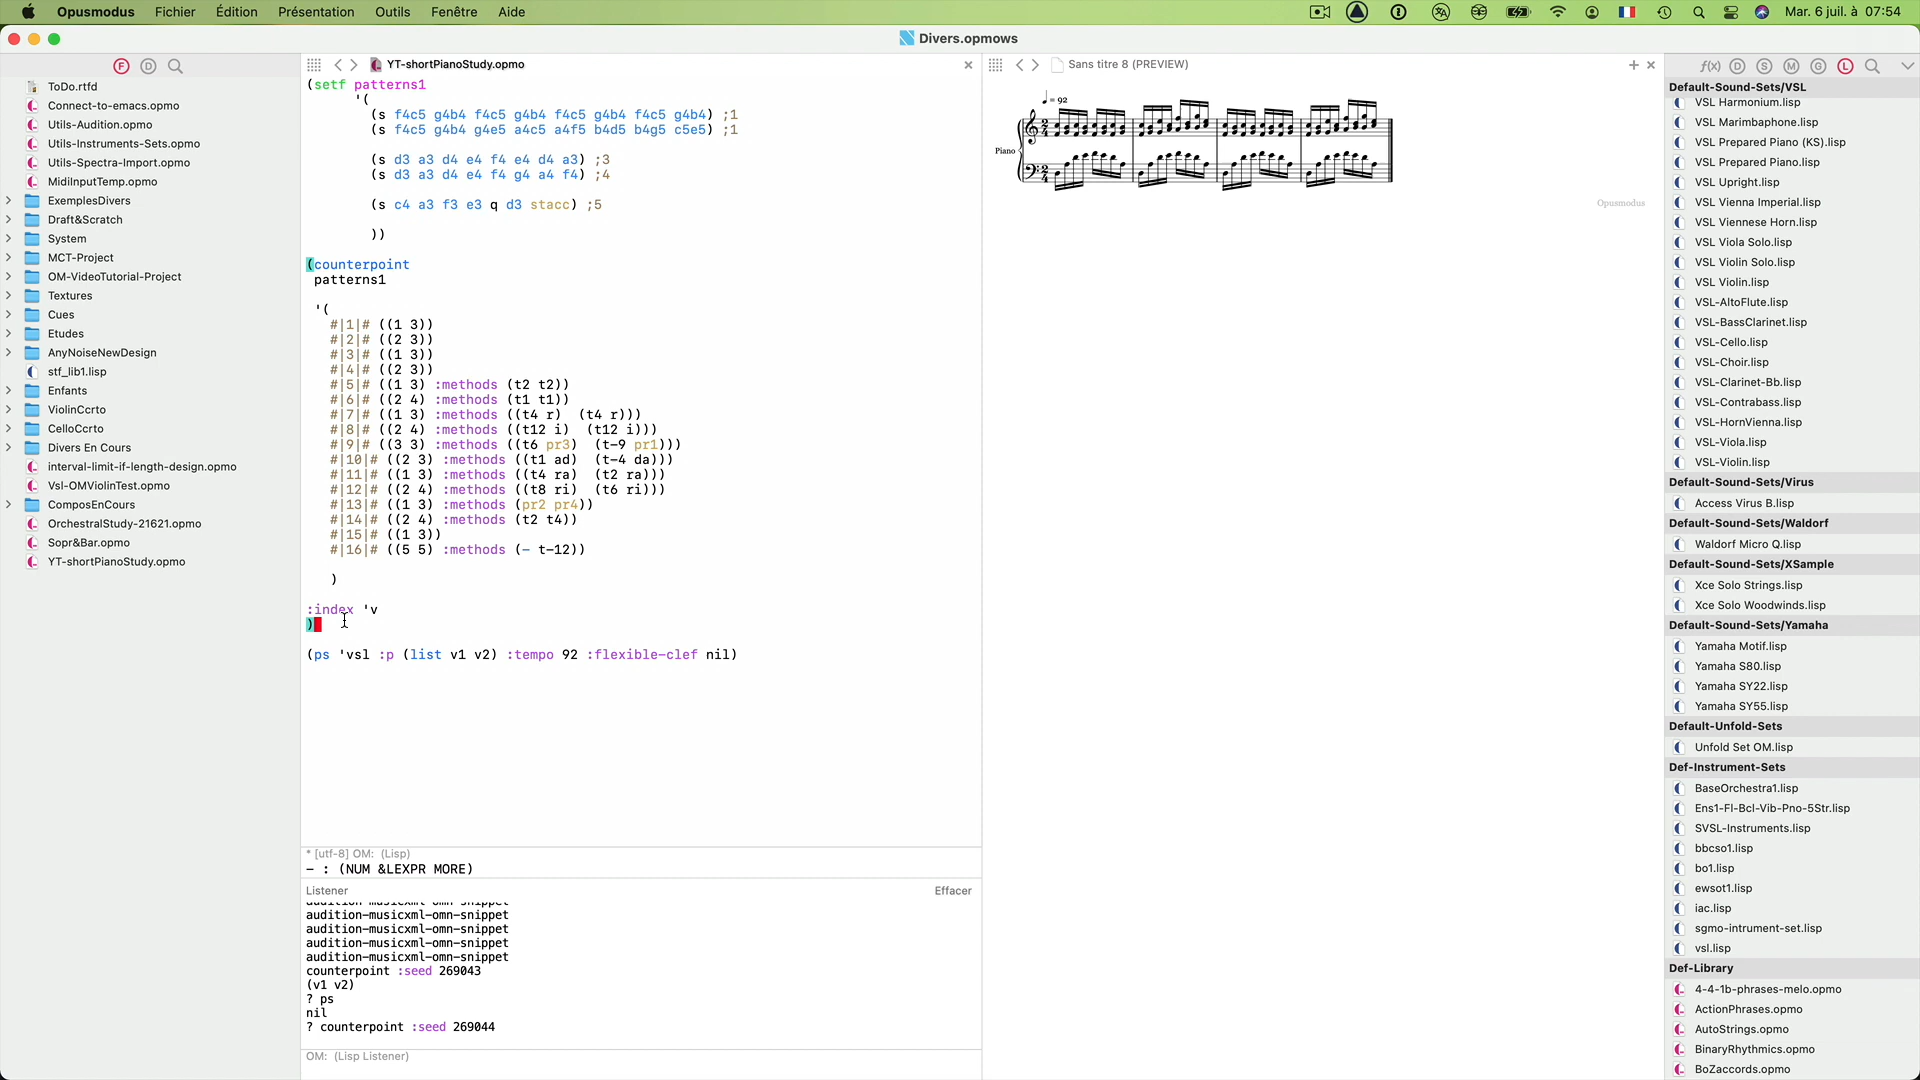 Opusmodus Fichier Édition Présentation Outils Fenêtre Aide Mar. 6 juil. à 07:54
Divers.opmows
ToDo.rtfd
Connect-to-emacs.opmo
Utils-Audition.opmo
Utils-Instruments-Sets.opmo
Utils-Spectra-Import.opmo
MidiInputTemp.opmo
ExemplesDivers
Draft&Scratch
System
MCT-Project
OM-VideoTutorial-Project
Textures
Cues
Etudes
AnyNoiseNewDesign
stf_lib1.lisp
Enfants
ViolinCcrto
CelloCcrto
Divers En Cours
interval-limit-if-length-design.opmo
Vsl-OMViolinTest.opmo
ComposEnCours
OrchestralStudy-21621.opmo
Sopr&Bar.opmo
YT-shortPianoStudy.opmo
YT-shortPianoStudy.opmo
(setf patterns1
'(
(s f4c5 g4b4 f4c5 g4b4 f4c5 g4b4 f4c5 g4b4) ;1
(s f4c5 g4b4 g4e5 a4c5 a4f5 b4d5 b4g5 c5e5) ;1
(s d3 a3 d4 e4 f4 e4 d4 a3) ;3
(s d3 a3 d4 e4 f4 g4 a4 f4) ;4
(s c4 a3 f3 e3 q d3 stacc) ;5
))
(counterpoint
patterns1
'(
#|1|# ((1 3))
#|2|# ((2 3))
#|3|# ((1 3))
#|4|# ((2 3))
#|5|# ((1 3) :methods (t2 t2))
#|6|# ((2 4) :methods (t1 t1))
#|7|# ((1 3) :methods ((t4 r) (t4 r)))
#|8|# ((2 4) :methods ((t12 i) (t12 i)))
#|9|# ((3 3) :methods ((t6 pr3) (t-9 pr1)))
#|10|# ((2 3) :methods ((t1 ad) (t-4 da)))
#|11|# ((1 3) :methods ((t4 ra) (t2 ra)))
#|12|# ((2 4) :methods ((t8 ri) (t6 ri)))
#|13|# ((1 3) :methods (pr2 pr4))
#|14|# ((2 4) :methods (t2 t4))
#|15|# ((1 3))
#|16|# ((5 5) :methods (- t-12))
)
:index 'v
)
(ps 'vsl :p (list v1 v2) :tempo 92 :flexible-clef nil)
* [utf-8] OM: (Lisp)
- : (NUM &LEXPR MORE)
Listener Effacer
audition-musicxml-omn-snippet
audition-musicxml-omn-snippet
audition-musicxml-omn-snippet
audition-musicxml-omn-snippet
audition-musicxml-omn-snippet
counterpoint :seed 269043
(v1 v2)
? ps
nil
? counterpoint :seed 269044
OM: (Lisp Listener)
Sans titre 8 (PREVIEW)
= 92
Piano
Opusmodus
f(x) D S M G L
Default-Sound-Sets/VSL
VSL Harmonium.lisp
VSL Marimbaphone.lisp
VSL Prepared Piano (KS).lisp
VSL Prepared Piano.lisp
VSL Upright.lisp
VSL Vienna Imperial.lisp
VSL Viennese Horn.lisp
VSL Viola Solo.lisp
VSL Violin Solo.lisp
VSL Violin.lisp
VSL-AltoFlute.lisp
VSL-BassClarinet.lisp
VSL-Cello.lisp
VSL-Choir.lisp
VSL-Clarinet-Bb.lisp
VSL-Contrabass.lisp
VSL-HornVienna.lisp
VSL-Viola.lisp
VSL-Violin.lisp
Default-Sound-Sets/Virus
Access Virus B.lisp
Default-Sound-Sets/Waldorf
Waldorf Micro Q.lisp
Default-Sound-Sets/XSample
Xce Solo Strings.lisp
Xce Solo Woodwinds.lisp
Default-Sound-Sets/Yamaha
Yamaha Motif.lisp
Yamaha S80.lisp
Yamaha SY22.lisp
Yamaha SY55.lisp
Default-Unfold-Sets
Unfold Set OM.lisp
Def-Instrument-Sets
BaseOrchestra1.lisp
Ens1-Fl-Bcl-Vib-Pno-5Str.lisp
SVSL-Instruments.lisp
bbcso1.lisp
bo1.lisp
ewsot1.lisp
iac.lisp
sgmo-intrument-set.lisp
vsl.lisp
Def-Library
4-4-1b-phrases-melo.opmo
ActionPhrases.opmo
AutoStrings.opmo
BinaryRhythmics.opmo
BoZaccords.opmo